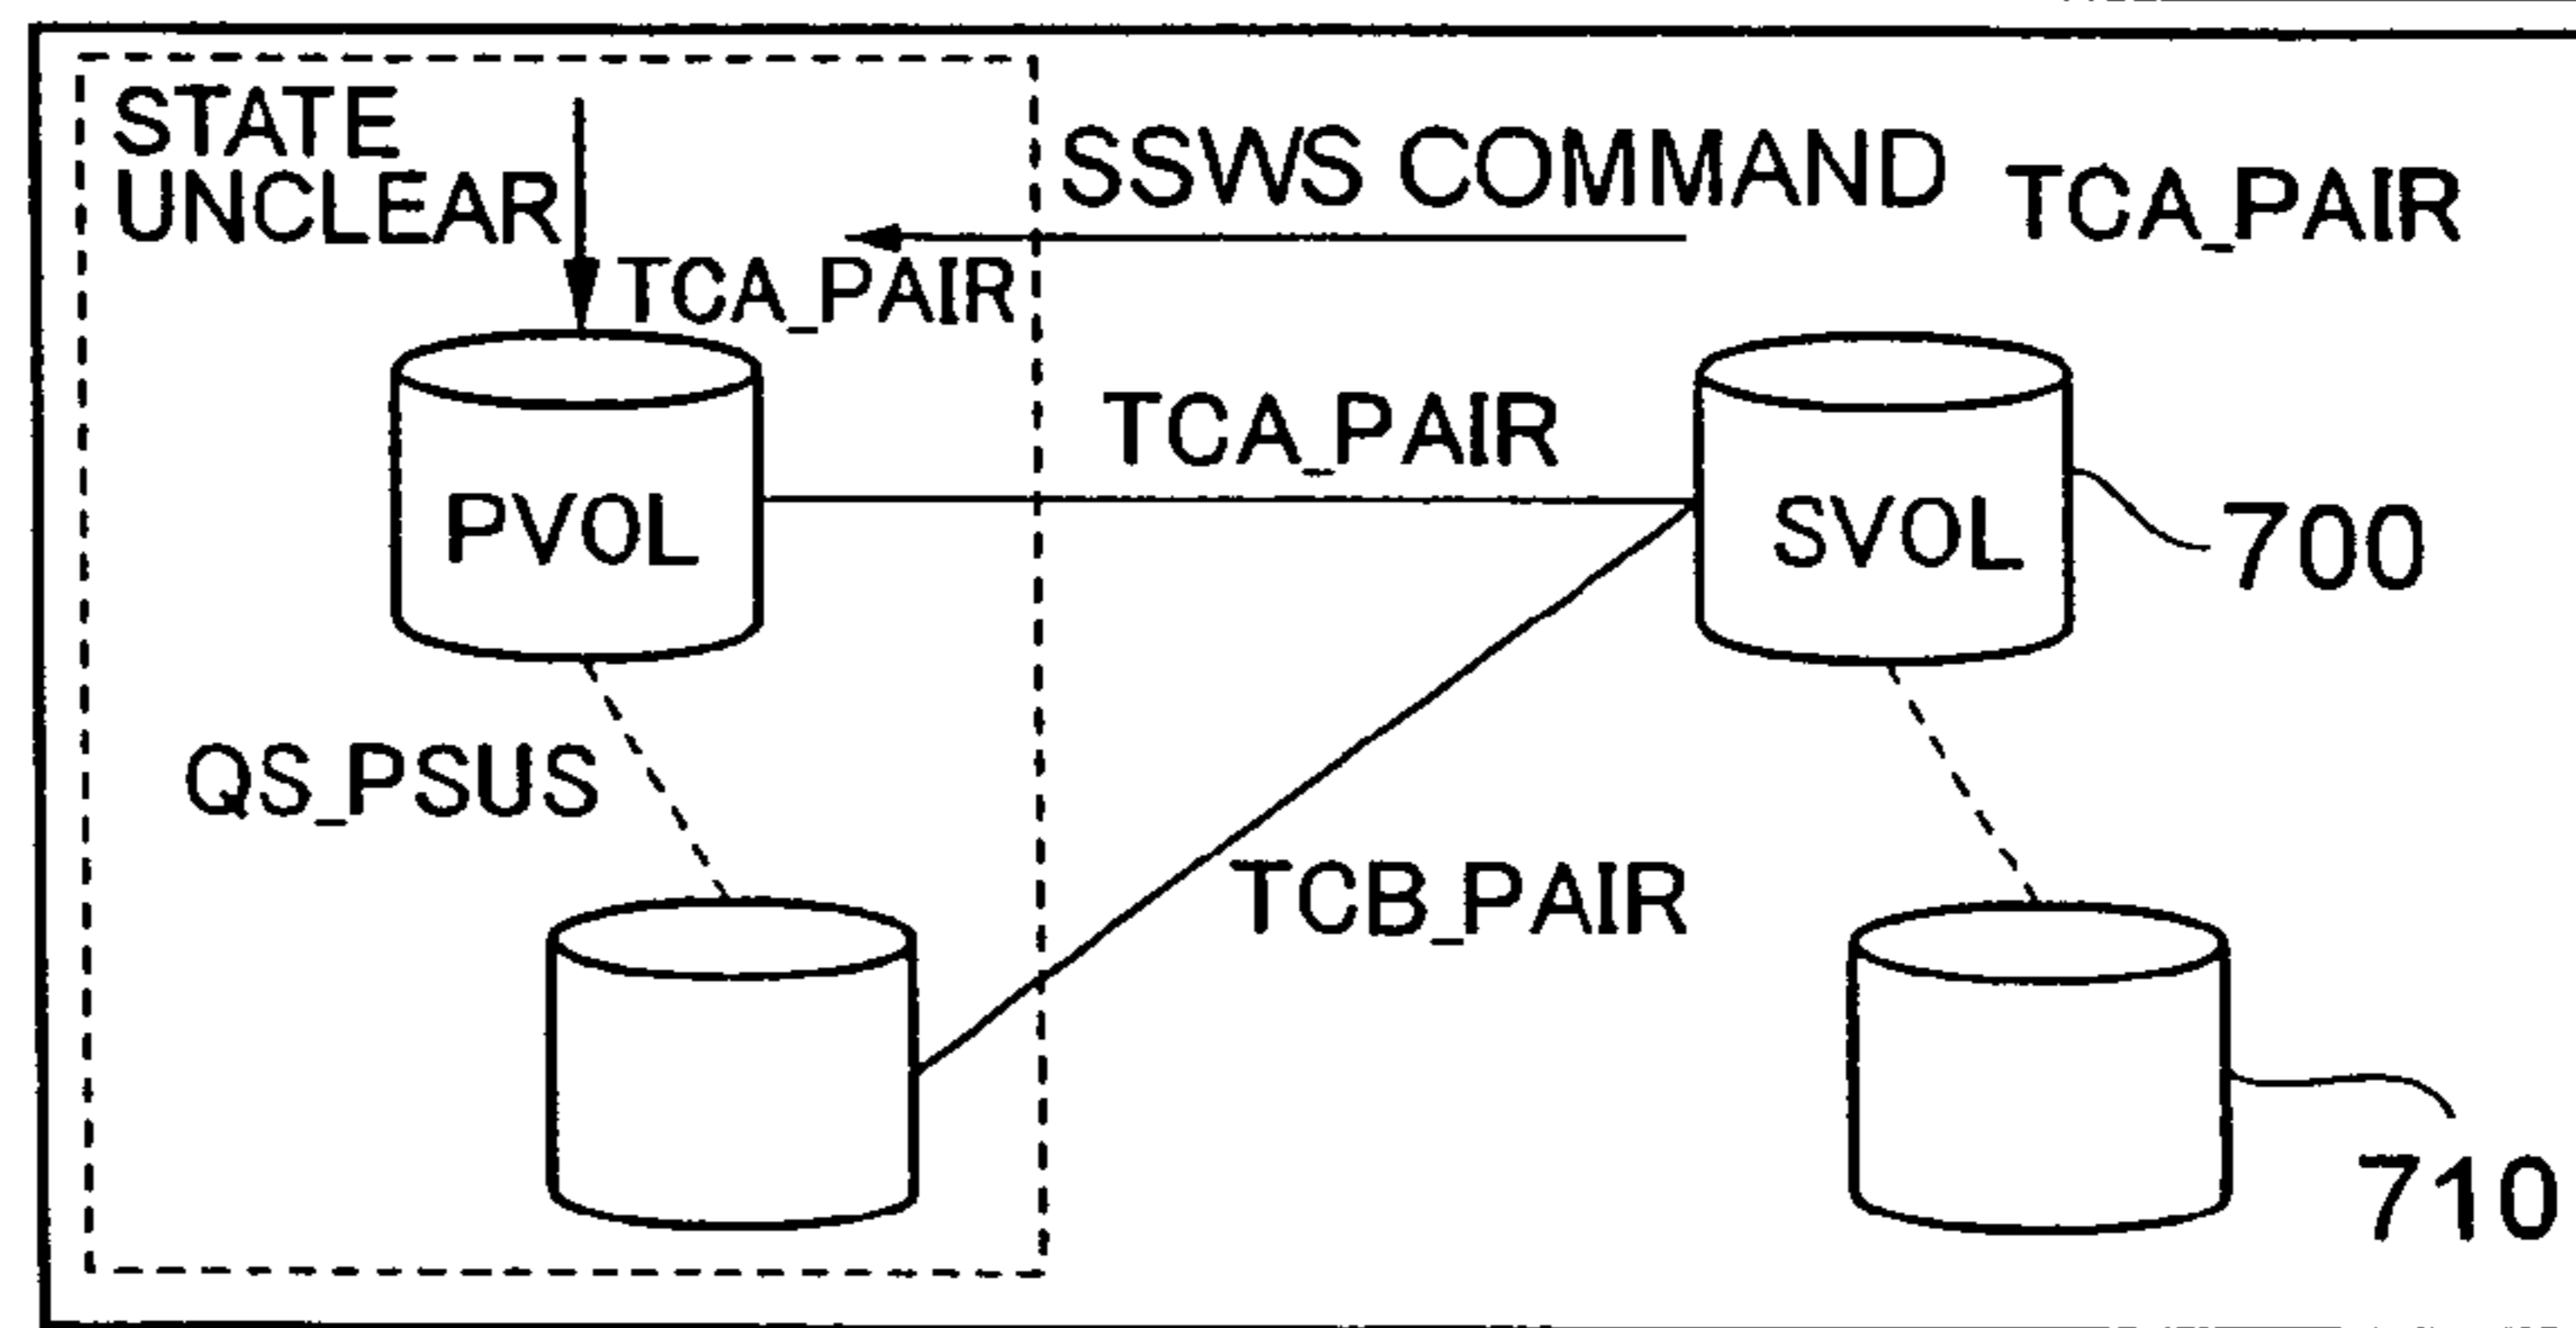 STATE
UNCLEAR
SSWS COMMAND
TCA_PAIR
TCA_PAIR
TCA_PAIR
PVOL
SVOL
700
QS_PSUS
TCB_PAIR
710